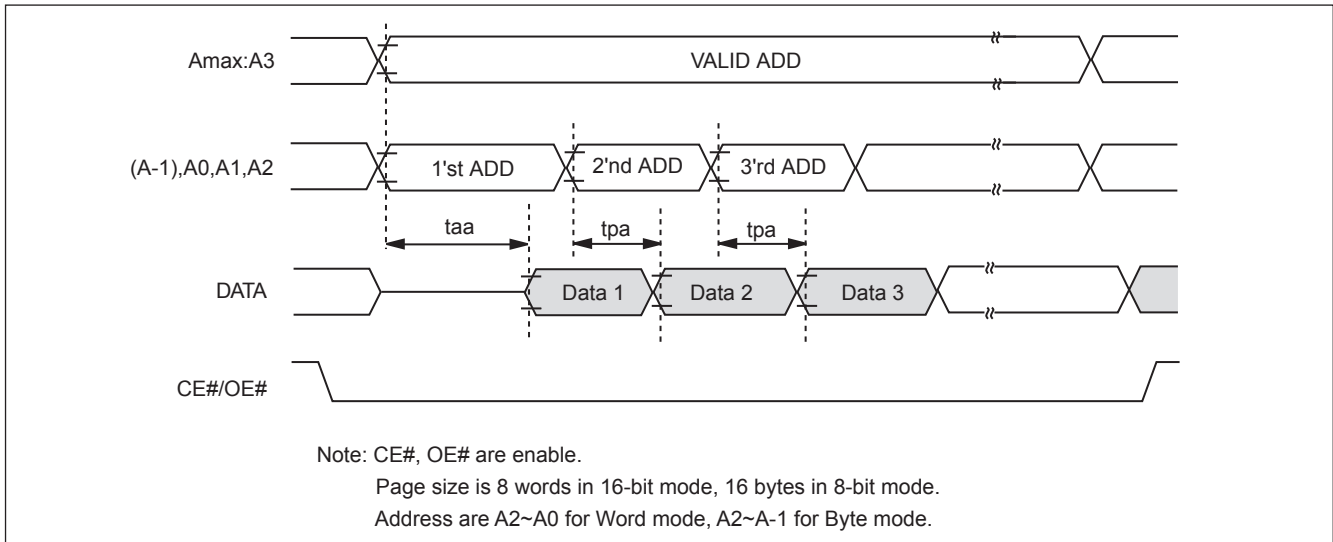 Amax:A3
VALID ADD
(A-1),A0,A1,A2
1'st ADD
2'nd ADD
3'rd ADD
taa
tpa
tpa
DATA
Data 1
Data 2
Data 3
CE#/OE#
Note: CE#, OE# are enable.
Page size is 8 words in 16-bit mode, 16 bytes in 8-bit mode.
Address are A2~A0 for Word mode, A2~A-1 for Byte mode.